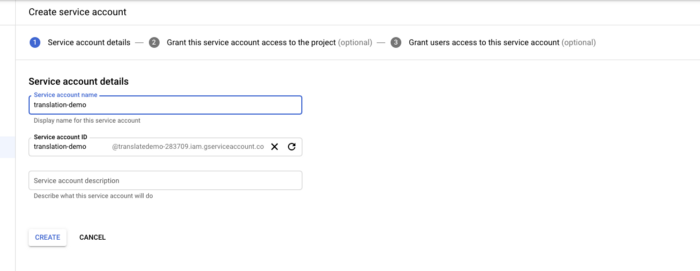 Create service account
1 Service account details — 2 Grant this service account access to the project (optional) — 3 Grant users access to this service account (optional)
Service account details
Service account name
translation-demo
Display name for this service account
Service account ID
translation-demo @translatedemo-283709.iam.gserviceaccount.co
Service account description
Describe what this service account will do
CREATE CANCEL